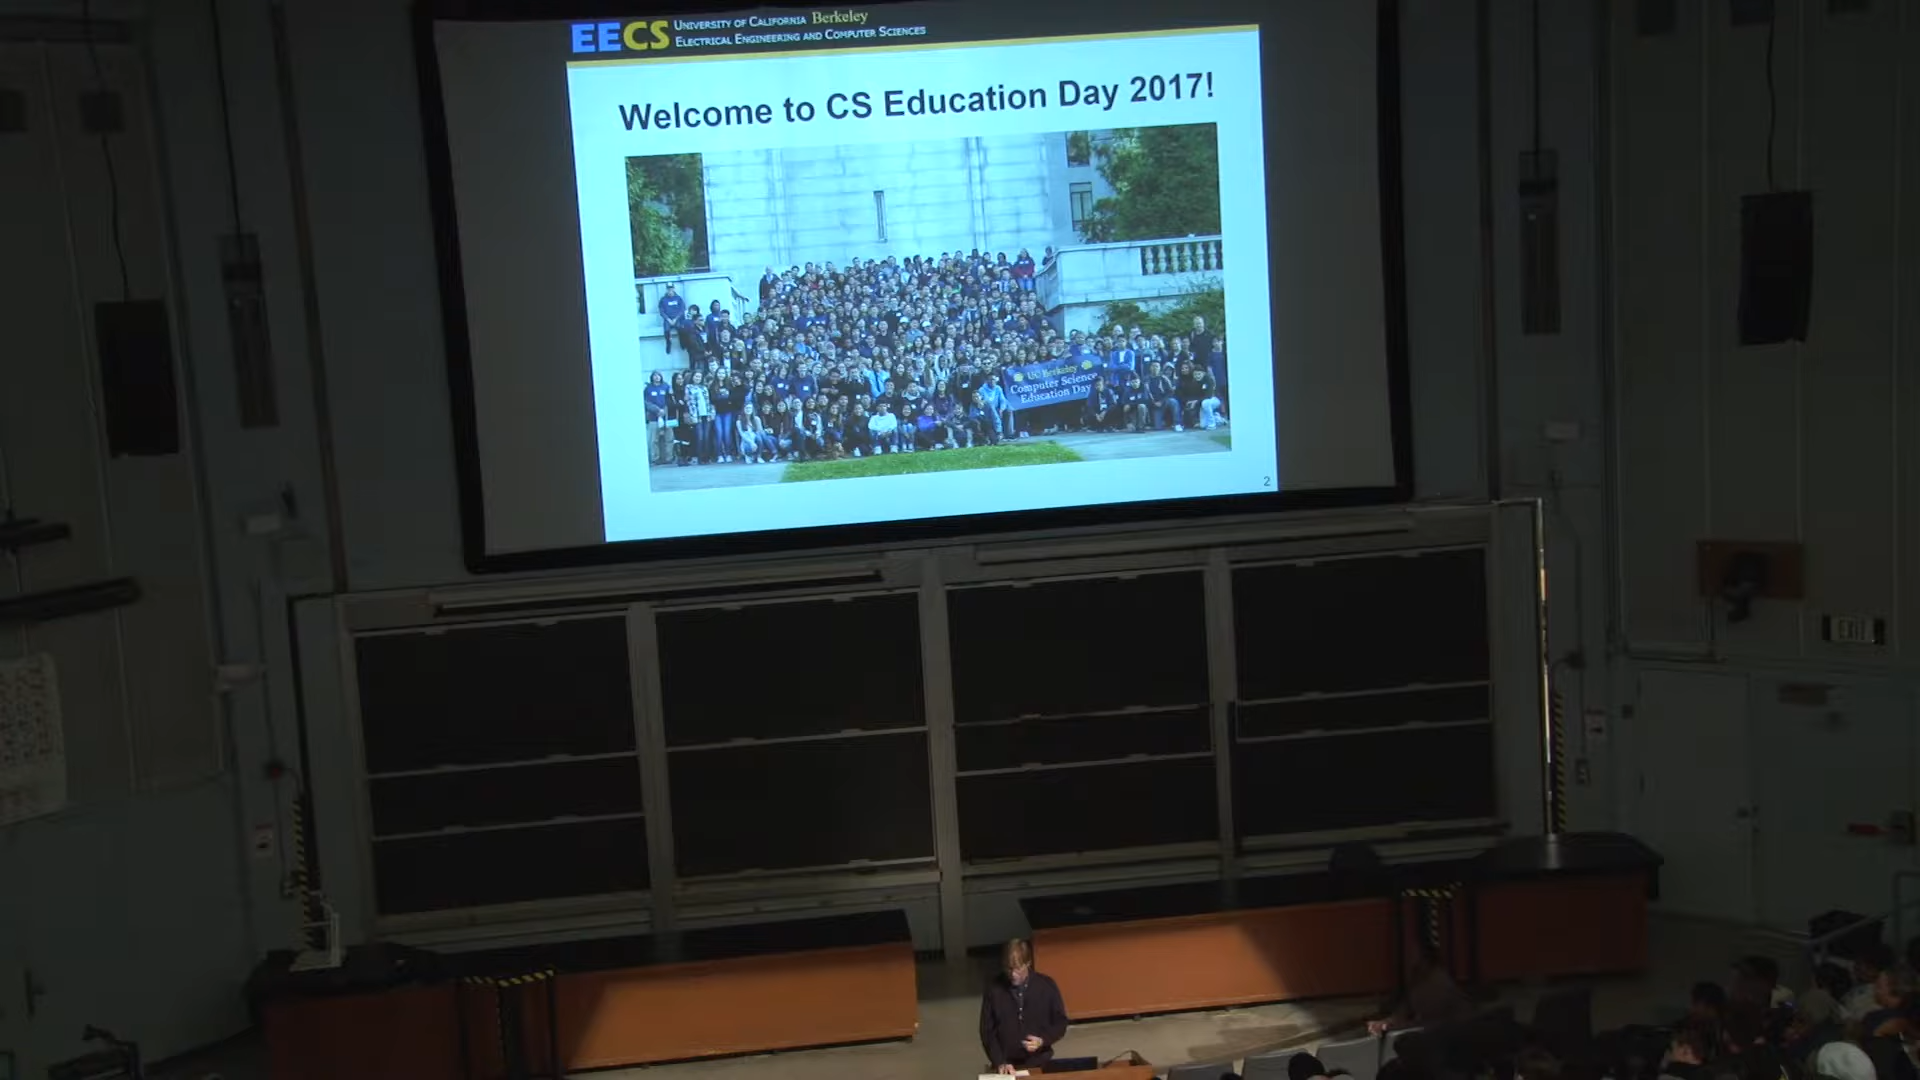 EECS
UNIVERSITY OF CALIFORNIA Berkeley
ELECTRICAL ENGINEERING AND COMPUTER SCIENCES
Welcome to CS Education Day 2017!
UC Berkeley
Computer Science
Education Day
2
EXIT